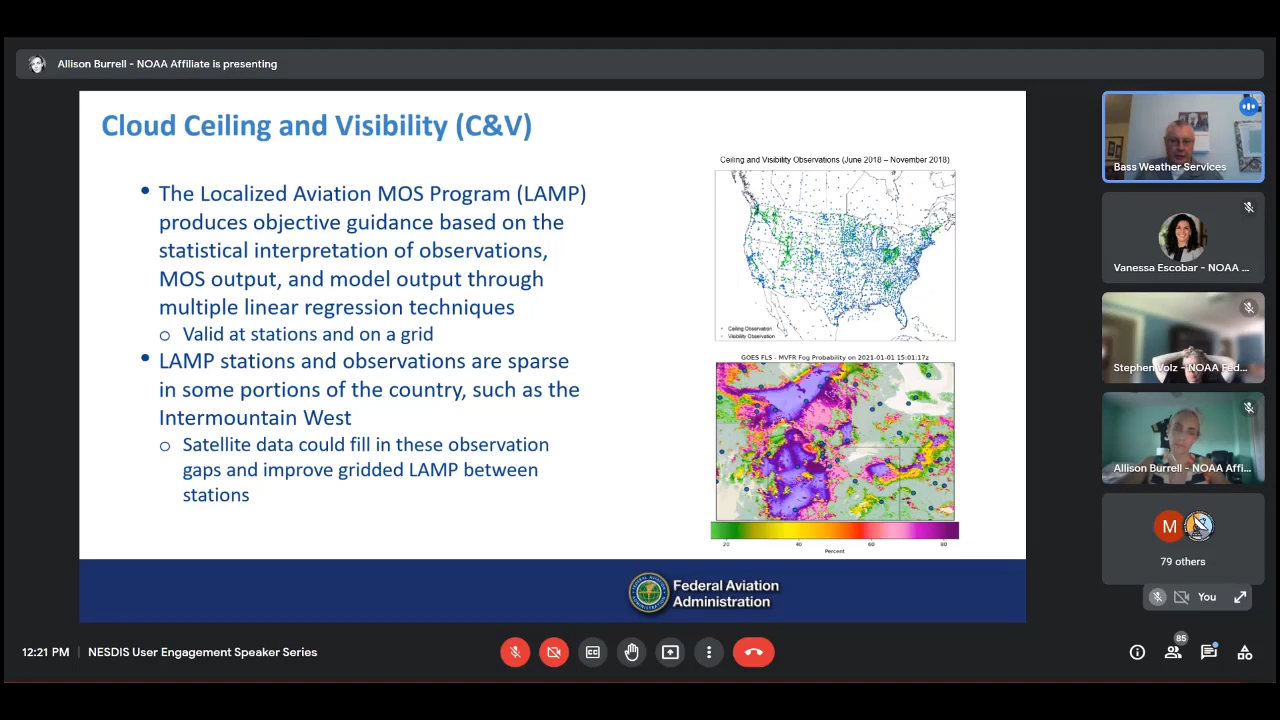 Allison Burrell - NOAA Affiliate is presenting
Cloud Ceiling and Visibility (C&V)
• The Localized Aviation MOS Program (LAMP)
produces objective guidance based on the
statistical interpretation of observations,
MOS output, and model output through
multiple linear regression techniques
o Valid at stations and on a grid
• LAMP stations and observations are sparse
in some portions of the country, such as the
Intermountain West
o Satellite data could fill in these observation
gaps and improve gridded LAMP between
stations
Ceiling and Visibility Observations (June 2018 – November 2018)
Ceiling Observation
Visibility Observation
GOES FLS - MVFR Fog Probability on 2021-01-01 15:01:17z
20 40 60 80
Percent
Federal Aviation
Administration
Bass Weather Services
Vanessa Escobar - NOAA ...
Stephen Volz - NOAA Fed...
Allison Burrell - NOAA Affi...
M
79 others
You
12:21 PM | NESDIS User Engagement Speaker Series
85